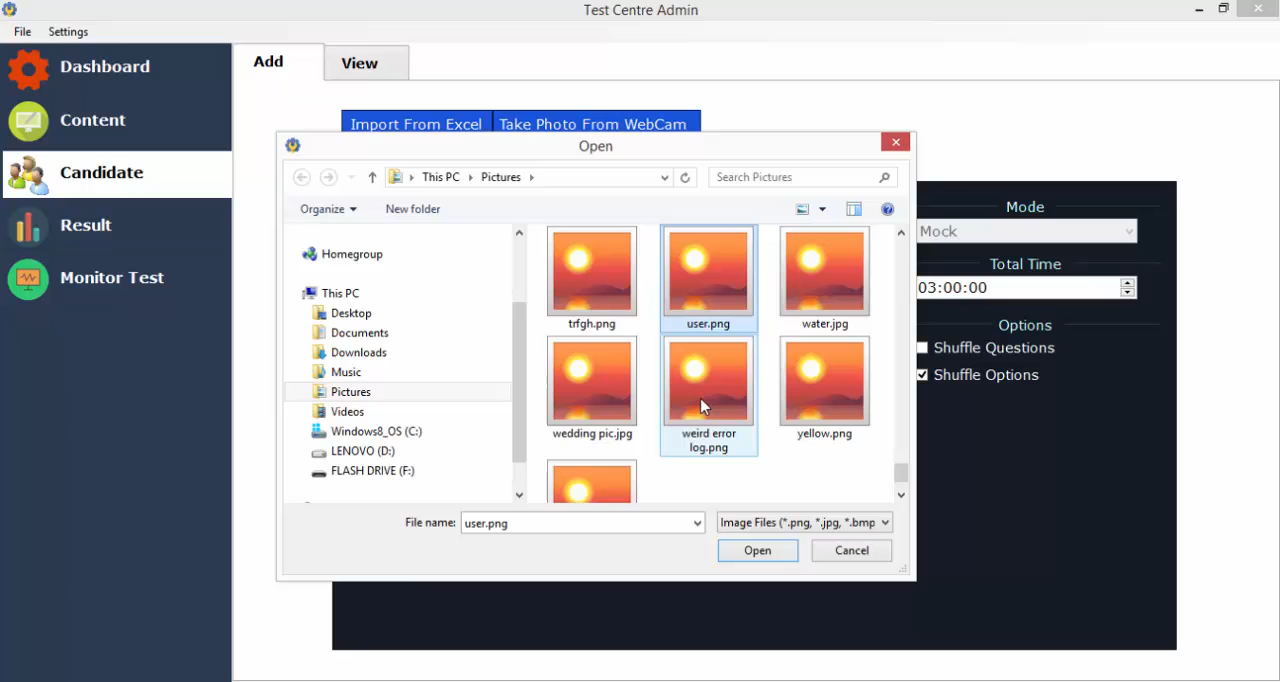 Test Centre Admin
File Settings
Dashboard
Content
Candidate
Result
Monitor Test
Add View
Import From Excel Take Photo From WebCam
Open
This PC Pictures
Search Pictures
Organize New folder
Homegroup
This PC
Desktop
Documents
Downloads
Music
Pictures
Videos
Windows8_OS (C:)
LENOVO (D:)
FLASH DRIVE (F:)
trfgh.png user.png water.jpg
wedding pic.jpg weird error log.png yellow.png
File name: user.png Image Files (*.png, *.jpg, *.bmp
Open Cancel
Mode
Mock
Total Time
03:00:00
Options
Shuffle Questions
Shuffle Options